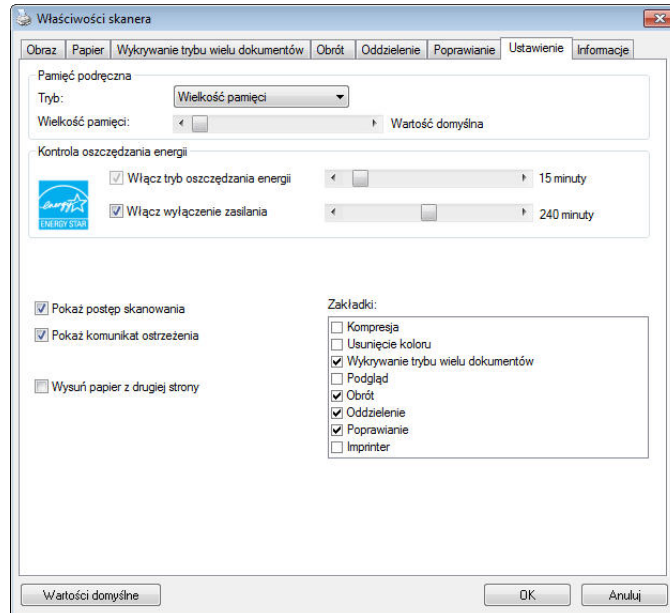 Właściwości skanera
Obraz Papier Wykrywanie trybu wielu dokumentów Obrót Oddzielenie Poprawianie Ustawienie Informacje
Pamięć podręczna
Tryb: Wielkość pamięci
Wielkość pamięci: Wartość domyślna
Kontrola oszczędzania energii
Włącz tryb oszczędzania energii 15 minuty
energy
ENERGY STAR
Włącz wyłączenie zasilania 240 minuty
Pokaż postęp skanowania
Pokaż komunikat ostrzeżenia
Wysuń papier z drugiej strony
Zakładki:
Kompresja
Usunięcie koloru
Wykrywanie trybu wielu dokumentów
Podgląd
Obrót
Oddzielenie
Poprawianie
Imprinter
Wartości domyślne OK Anuluj